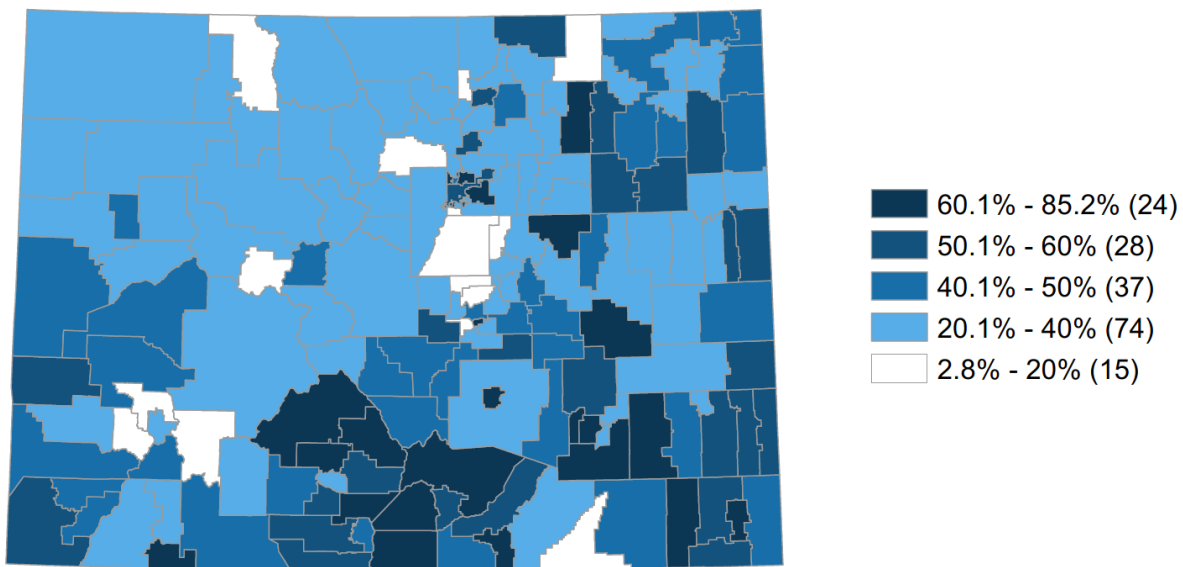 60.1% - 85.2% (24)
50.1% - 60% (28)
40.1% - 50% (37)
20.1% - 40% (74)
2.8% - 20% (15)